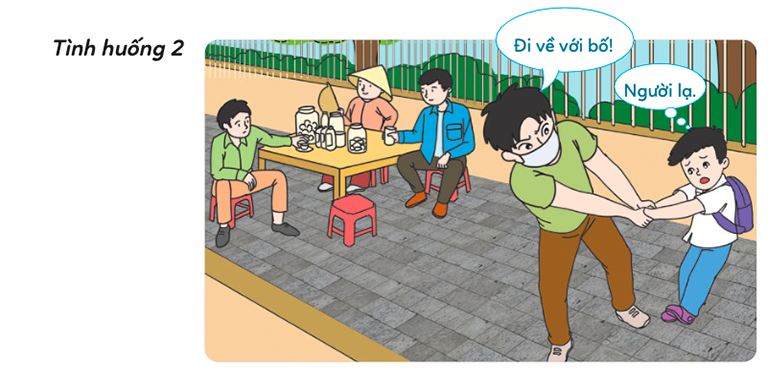 Tình huống 2
Đi về với bố!
Người lạ.